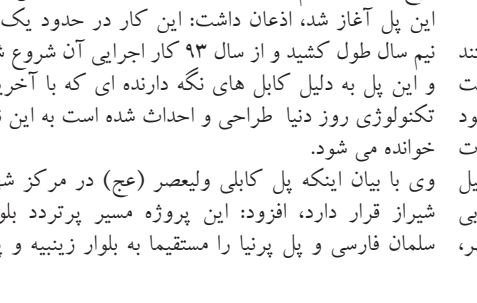 این پل آغاز شد، اذعان داشت: این کار در حدود یک
نیم سال طول کشید و از سال ۹۳ کار اجرایی آن شروع
و این پل به دلیل کابل های نگه دارنده ای که با
تکنولوژی روز دنیا طراحی و احداث شده است به این
خوانده می شود.
وی با بیان اینکه پل کابلی ولیعصر (عج) در مرکز
شیراز قرار دارد، افزود: این پروژه مسیر پرتردد
سلمان فارسی و پل پرنیا را مستقیما به بلوار زینبیه و